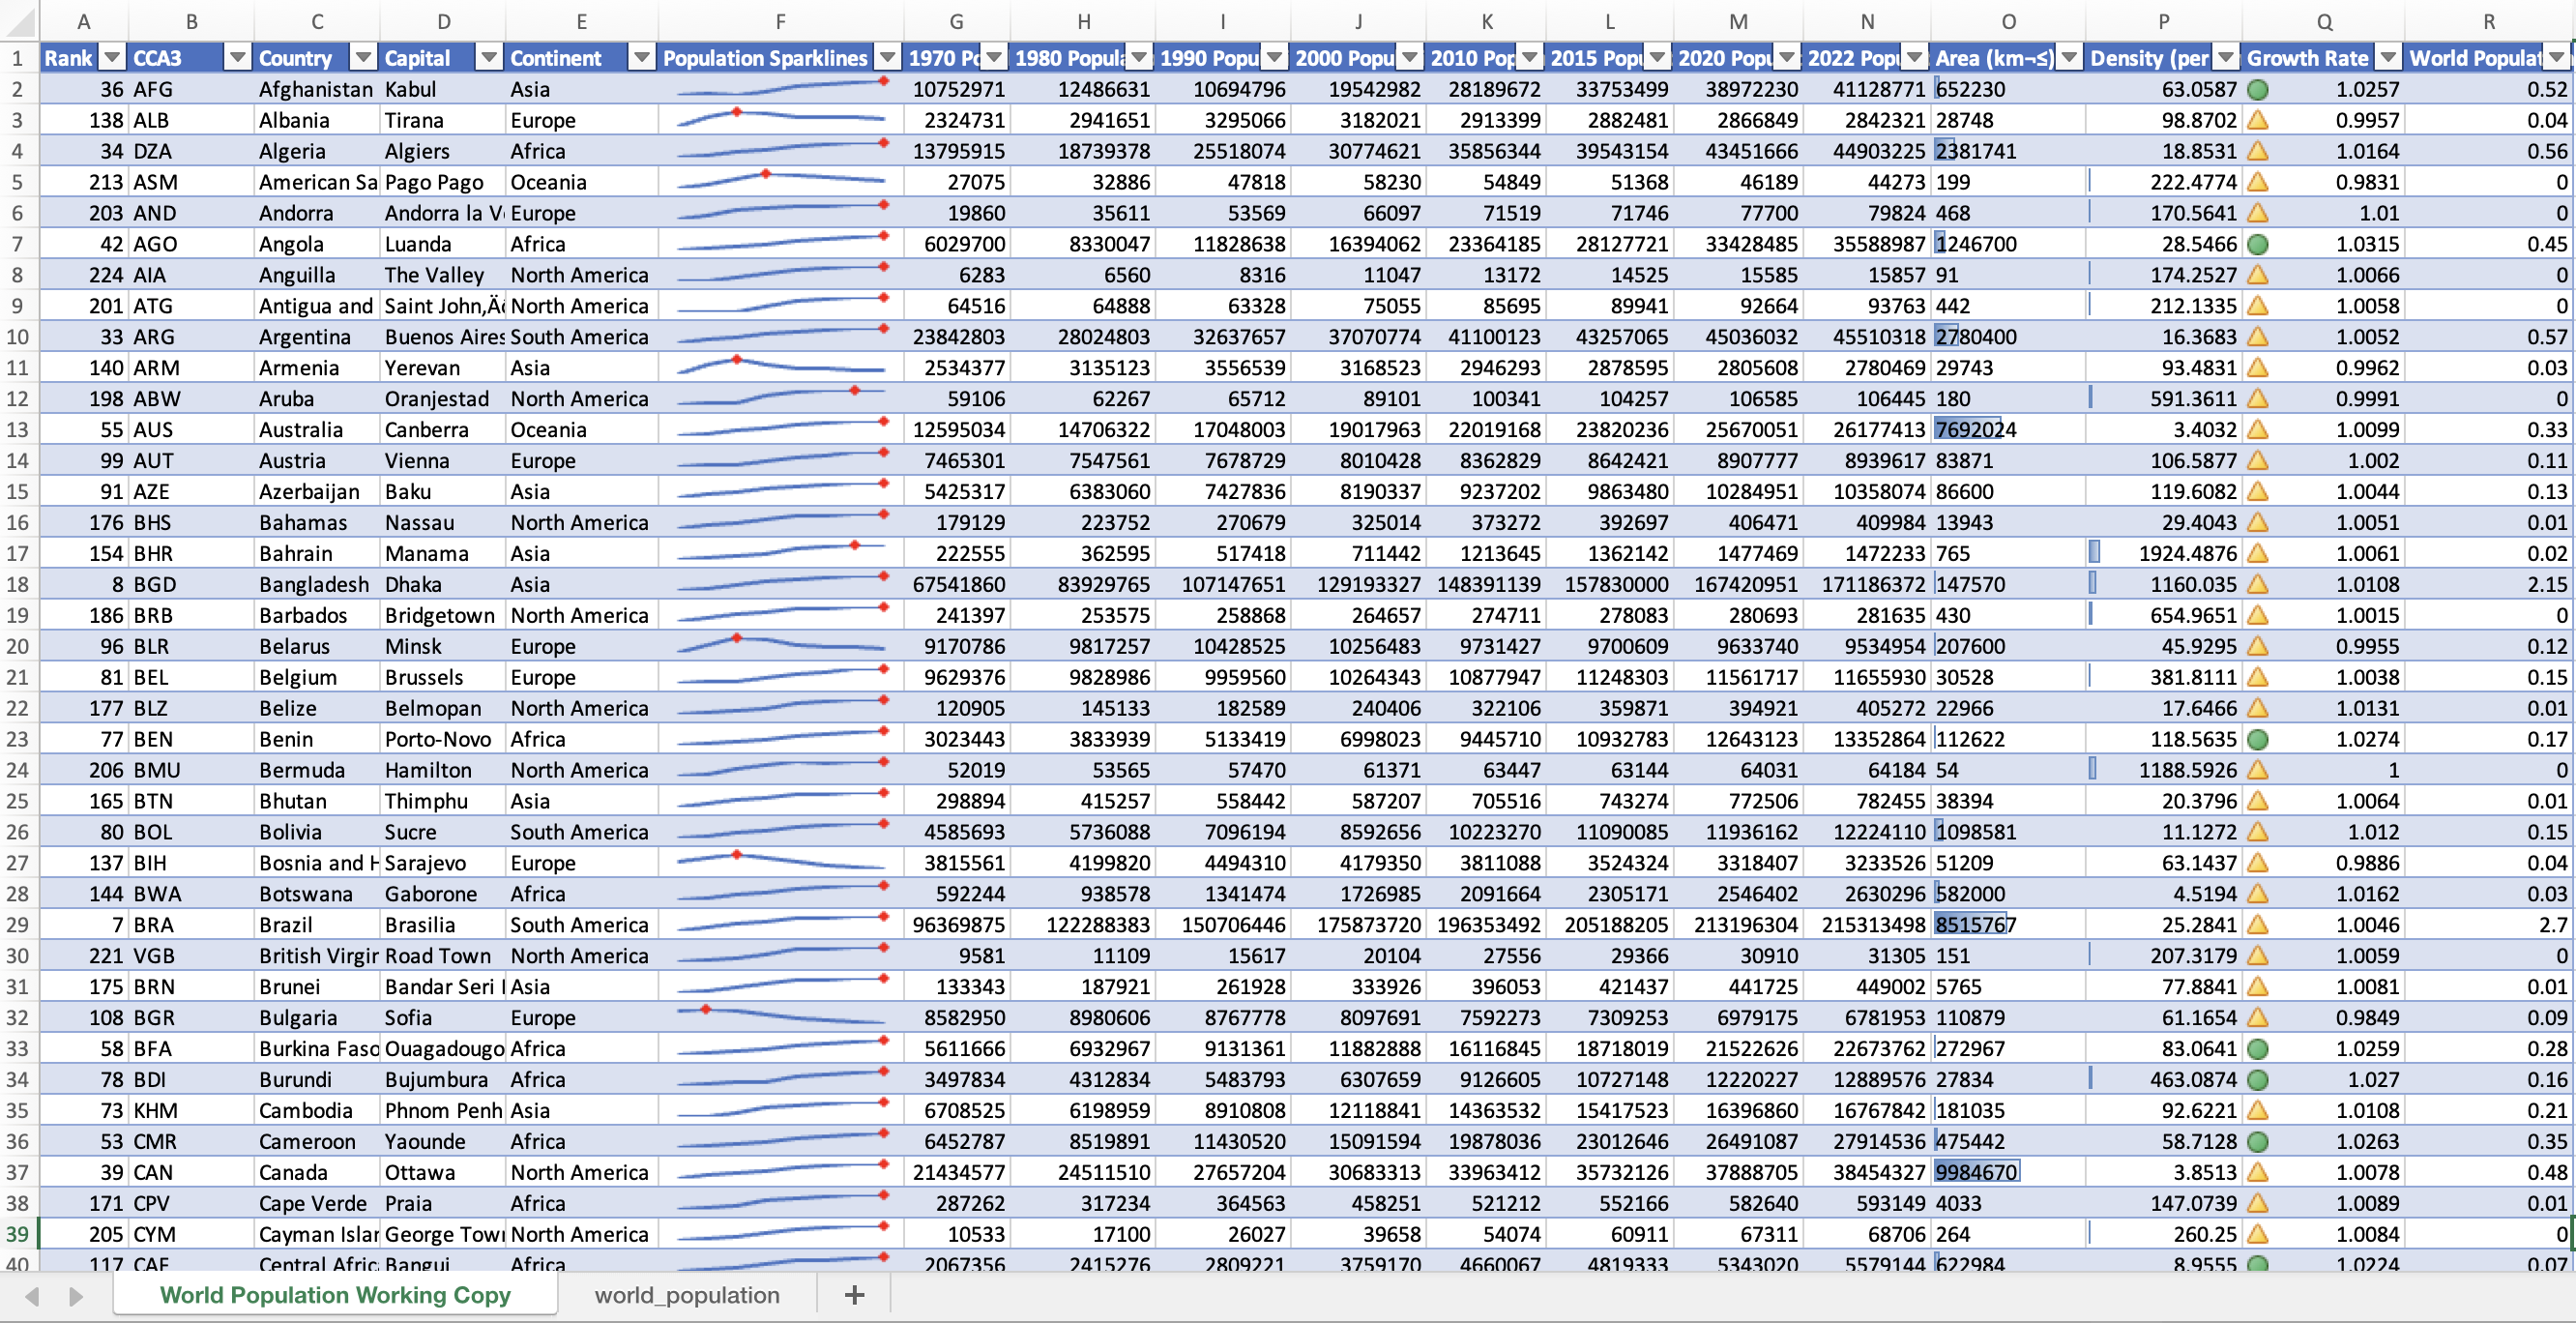 A B C D E F G H I J K L M N O P Q R
1 Rank CCA3 Country Capital Continent Population Sparklines 1970 Po 1980 Popula 1990 Popu 2000 Popu 2010 Pop 2015 Popu 2020 Popu 2022 Popu Area (km¬≤) Density (per Growth Rate World Populat
2 36 AFG Afghanistan Kabul Asia 10752971 12486631 10694796 19542982 28189672 33753499 38972230 41128771 652230 63.0587 1.0257 0.52
3 138 ALB Albania Tirana Europe 2324731 2941651 3295066 3182021 2913399 2882481 2866849 2842321 28748 98.8702 0.9957 0.04
4 34 DZA Algeria Algiers Africa 13795915 18739378 25518074 30774621 35856344 39543154 43451666 44903225 2381741 18.8531 1.0164 0.56
5 213 ASM American Sa Pago Pago Oceania 27075 32886 47818 58230 54849 51368 46189 44273 199 222.4774 0.9831 0
6 203 AND Andorra Andorra la V Europe 19860 35611 53569 66097 71519 71746 77700 79824 468 170.5641 1.01 0
7 42 AGO Angola Luanda Africa 6029700 8330047 11828638 16394062 23364185 28127721 33428485 35588987 1246700 28.5466 1.0315 0.45
8 224 AIA Anguilla The Valley North America 6283 6560 8316 11047 13172 14525 15585 15857 91 174.2527 1.0066 0
9 201 ATG Antigua and Saint John‚Äô North America 64516 64888 63328 75055 85695 89941 92664 93763 442 212.1335 1.0058 0
10 33 ARG Argentina Buenos Aires South America 23842803 28024803 32637657 37070774 41100123 43257065 45036032 45510318 2780400 16.3683 1.0052 0.57
11 140 ARM Armenia Yerevan Asia 2534377 3135123 3556539 3168523 2946293 2878595 2805608 2780469 29743 93.4831 0.9962 0.03
12 198 ABW Aruba Oranjestad North America 59106 62267 65712 89101 100341 104257 106585 106445 180 591.3611 0.9991 0
13 55 AUS Australia Canberra Oceania 12595034 14706322 17048003 19017963 22019168 23820236 25670051 26177413 7692024 3.4032 1.0099 0.33
14 99 AUT Austria Vienna Europe 7465301 7547561 7678729 8010428 8362829 8642421 8907777 8939617 83871 106.5877 1.002 0.11
15 91 AZE Azerbaijan Baku Asia 5425317 6383060 7427836 8190337 9237202 9863480 10284951 10358074 86600 119.6082 1.0044 0.13
16 176 BHS Bahamas Nassau North America 179129 223752 270679 325014 373272 392697 406471 409984 13943 29.4043 1.0051 0.01
17 154 BHR Bahrain Manama Asia 222555 362595 517418 711442 1213645 1362142 1477469 1472233 765 1924.4876 1.0061 0.02
18 8 BGD Bangladesh Dhaka Asia 67541860 83929765 107147651 129193327 148391139 157830000 167420951 171186372 147570 1160.035 1.0108 2.15
19 186 BRB Barbados Bridgetown North America 241397 253575 258868 264657 274711 278083 280693 281635 430 654.9651 1.0015 0
20 96 BLR Belarus Minsk Europe 9170786 9817257 10428525 10256483 9731427 9700609 9633740 9534954 207600 45.9295 0.9955 0.12
21 81 BEL Belgium Brussels Europe 9629376 9828986 9959560 10264343 10877947 11248303 11561717 11655930 30528 381.8111 1.0038 0.15
22 177 BLZ Belize Belmopan North America 120905 145133 182589 240406 322106 359871 394921 405272 22966 17.6466 1.0131 0.01
23 77 BEN Benin Porto-Novo Africa 3023443 3833939 5133419 6998023 9445710 10932783 12643123 13352864 112622 118.5635 1.0274 0.17
24 206 BMU Bermuda Hamilton North America 52019 53565 57470 61371 63447 63144 64031 64184 54 1188.5926 1 0
25 165 BTN Bhutan Thimphu Asia 298894 415257 558442 587207 705516 743274 772506 782455 38394 20.3796 1.0064 0.01
26 80 BOL Bolivia Sucre South America 4585693 5736088 7096194 8592656 10223270 11090085 11936162 12224110 1098581 11.1272 1.012 0.15
27 137 BIH Bosnia and H Sarajevo Europe 3815561 4199820 4494310 4179350 3811088 3524324 3318407 3233526 51209 63.1437 0.9886 0.04
28 144 BWA Botswana Gaborone Africa 592244 938578 1341474 1726985 2091664 2305171 2546402 2630296 582000 4.5194 1.0162 0.03
29 7 BRA Brazil Brasilia South America 96369875 122288383 150706446 175873720 196353492 205188205 213196304 215313498 8515767 25.2841 1.0046 2.7
30 221 VGB British Virgin Road Town North America 9581 11109 15617 20104 27556 29366 30910 31305 151 207.3179 1.0059 0
31 175 BRN Brunei Bandar Seri Asia 133343 187921 261928 333926 396053 421437 441725 449002 5765 77.8841 1.0081 0.01
32 108 BGR Bulgaria Sofia Europe 8582950 8980606 8767778 8097691 7592273 7309253 6979175 6781953 110879 61.1654 0.9849 0.09
33 58 BFA Burkina Faso Ouagadougo Africa 5611666 6932967 9131361 11882888 16116845 18718019 21522626 22673762 272967 83.0641 1.0259 0.28
34 78 BDI Burundi Bujumbura Africa 3497834 4312834 5483793 6307659 9126605 10727148 12220227 12889576 27834 463.0874 1.027 0.16
35 73 KHM Cambodia Phnom Penh Asia 6708525 6198959 8910808 12118841 14363532 15417523 16396860 16767842 181035 92.6221 1.0108 0.21
36 53 CMR Cameroon Yaounde Africa 6452787 8519891 11430520 15091594 19878036 23012646 26491087 27914536 475442 58.7128 1.0263 0.35
37 39 CAN Canada Ottawa North America 21434577 24511510 27657204 30683313 33963412 35732126 37888705 38454327 9984670 3.8513 1.0078 0.48
38 171 CPV Cape Verde Praia Africa 287262 317234 364563 458251 521212 552166 582640 593149 4033 147.0739 1.0089 0.01
39 205 CYM Cayman Islar George Tow North America 10533 17100 26027 39658 54074 60911 67311 68706 264 260.25 1.0084 0
40 117 CAF Central Afric Bangui Africa 2067356 2415276 2809221 3759170 4660067 4819333 5343020 5579144 622984 8.9555 1.0224 0.07
World Population Working Copy world_population +